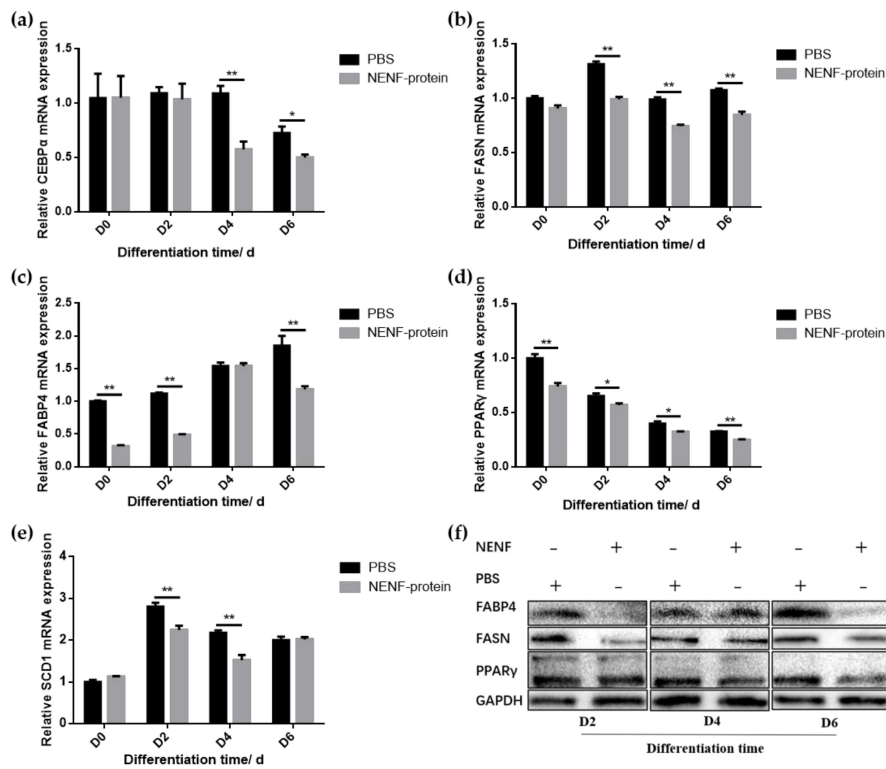 (a)
Relative CEBPα mRNA expression
1.5
1.0
0.5
0.0
**
*
D0 D2 D4 D6
Differentiation time/ d
PBS
NENF-protein
(b)
Relative FASN mRNA expression
1.5
1.0
0.5
0.0
** ** **
D0 D2 D4 D6
Differentiation time/ d
PBS
NENF-protein
(c)
Relative FABP4 mRNA expression
2.5
2.0
1.5
1.0
0.5
0.0
** ** **
D0 D2 D4 D6
Differentiation time/ d
PBS
NENF-protein
(d)
Relative PPARγ mRNA expression
1.5
1.0
0.5
0.0
** * * **
D0 D2 D4 D6
Differentiation time/ d
PBS
NENF-protein
(e)
Relative SCD1 mRNA expression
4
3
2
1
0
** **
D0 D2 D4 D6
Differentiation time/ d
PBS
NENF-protein
(f)
NENF – + – + – +
PBS + – + – + –
FABP4
FASN
PPARγ
GAPDH
D2 D4 D6
Differentiation time